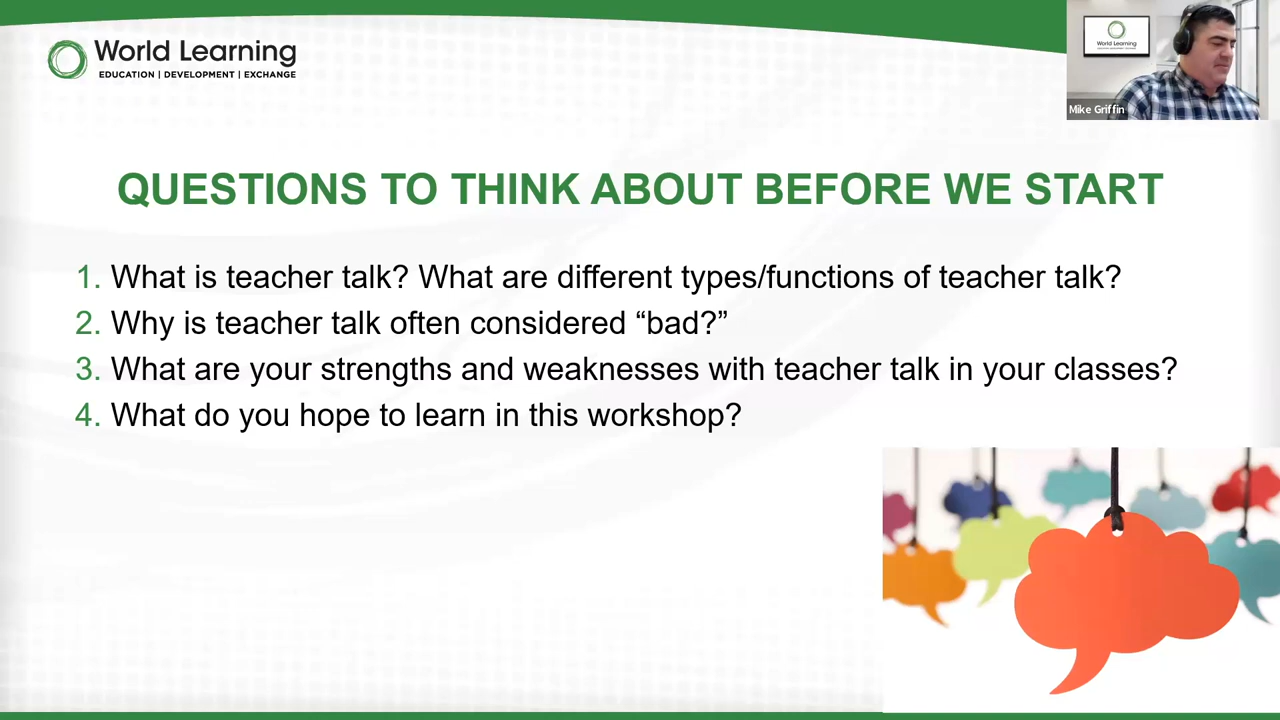 World Learning
EDUCATION | DEVELOPMENT | EXCHANGE
World Learning
Mike Griffin
QUESTIONS TO THINK ABOUT BEFORE WE START
1. What is teacher talk? What are different types/functions of teacher talk?
2. Why is teacher talk often considered “bad?”
3. What are your strengths and weaknesses with teacher talk in your classes?
4. What do you hope to learn in this workshop?